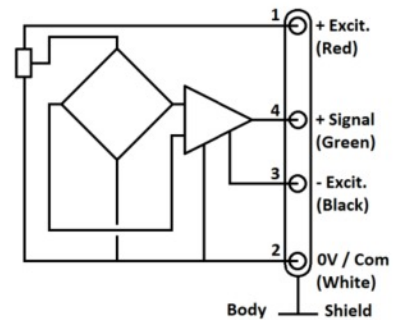 1 + Excit.
(Red)
4 + Signal
(Green)
3 - Excit.
(Black)
2 0V / Com
(White)
Body Shield